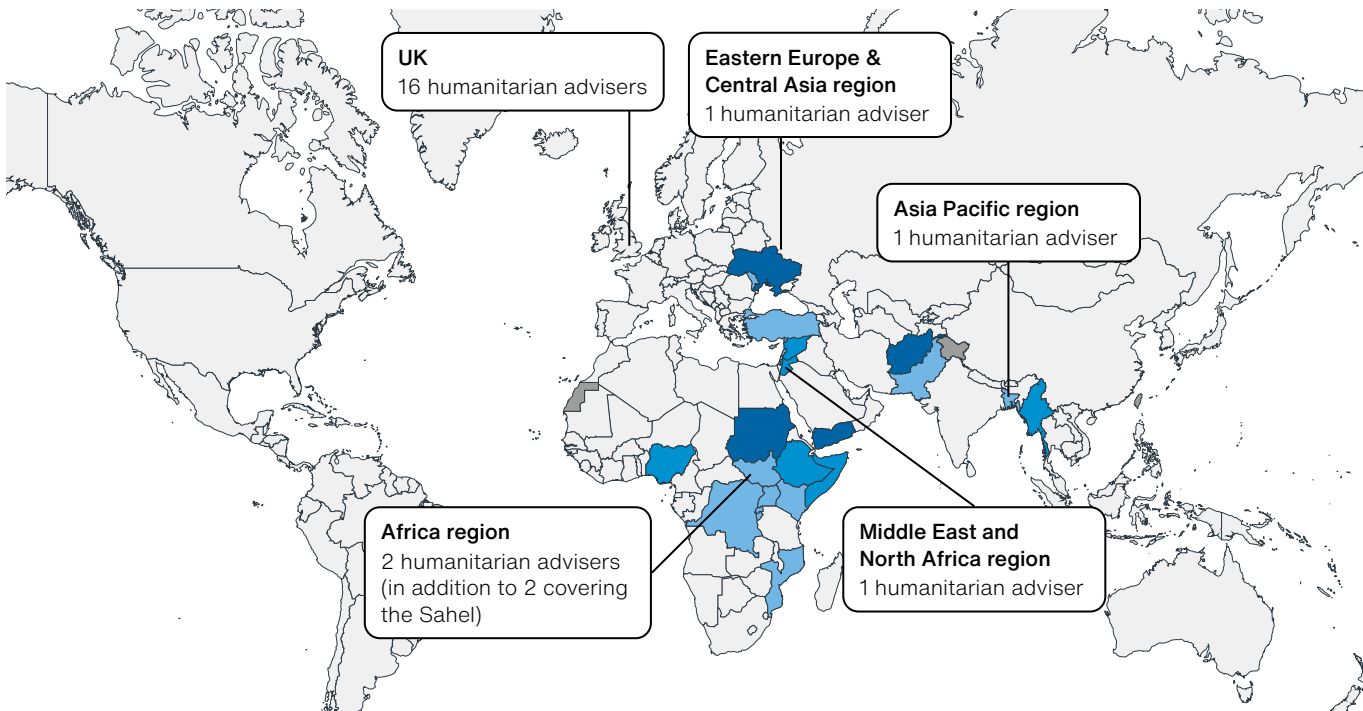 UK
16 humanitarian advisers
Eastern Europe &
Central Asia region
1 humanitarian adviser
Asia Pacific region
1 humanitarian adviser
Africa region
2 humanitarian advisers
(in addition to 2 covering
the Sahel)
Middle East and
North Africa region
1 humanitarian adviser